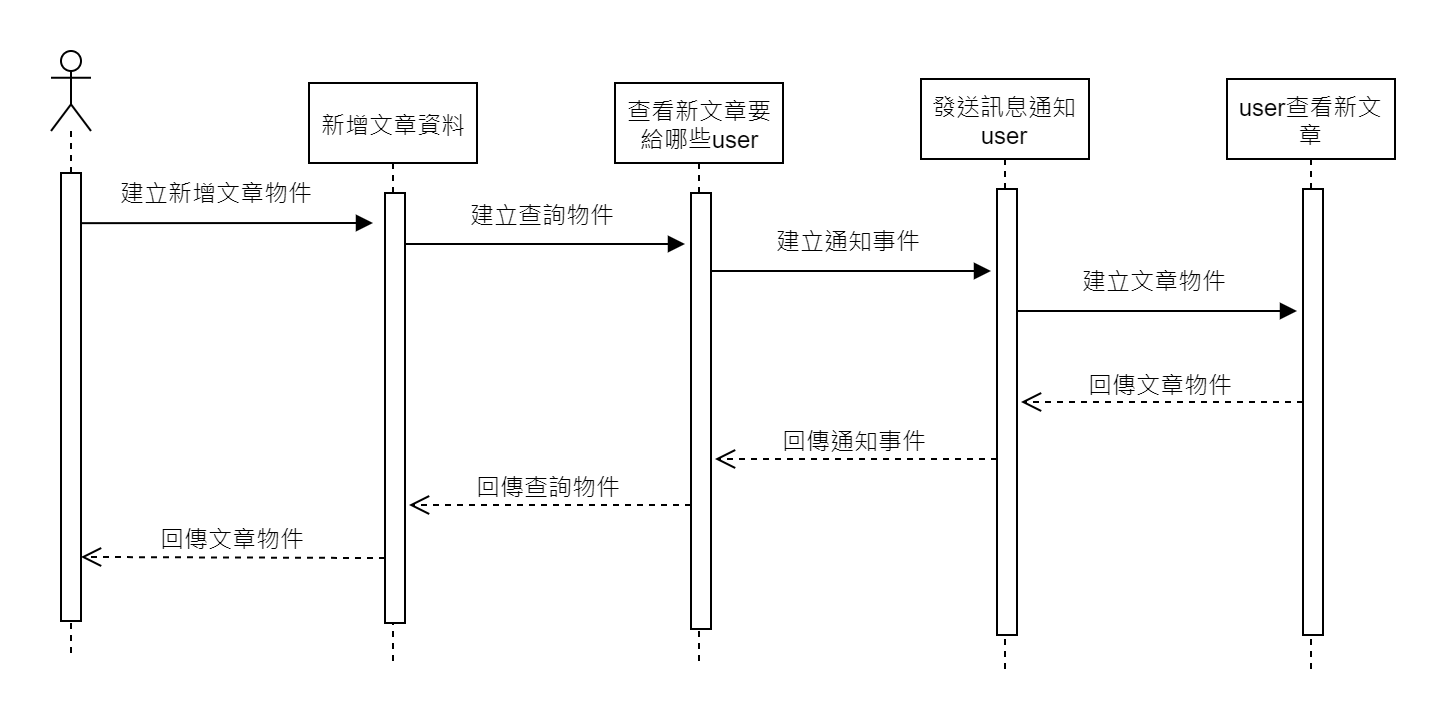 新增文章資料
查看新文章要
給哪些user
發送訊息通知
user
user查看新文
章
建立新增文章物件
建立查詢物件
建立通知事件
建立文章物件
回傳文章物件
回傳通知事件
回傳查詢物件
回傳文章物件